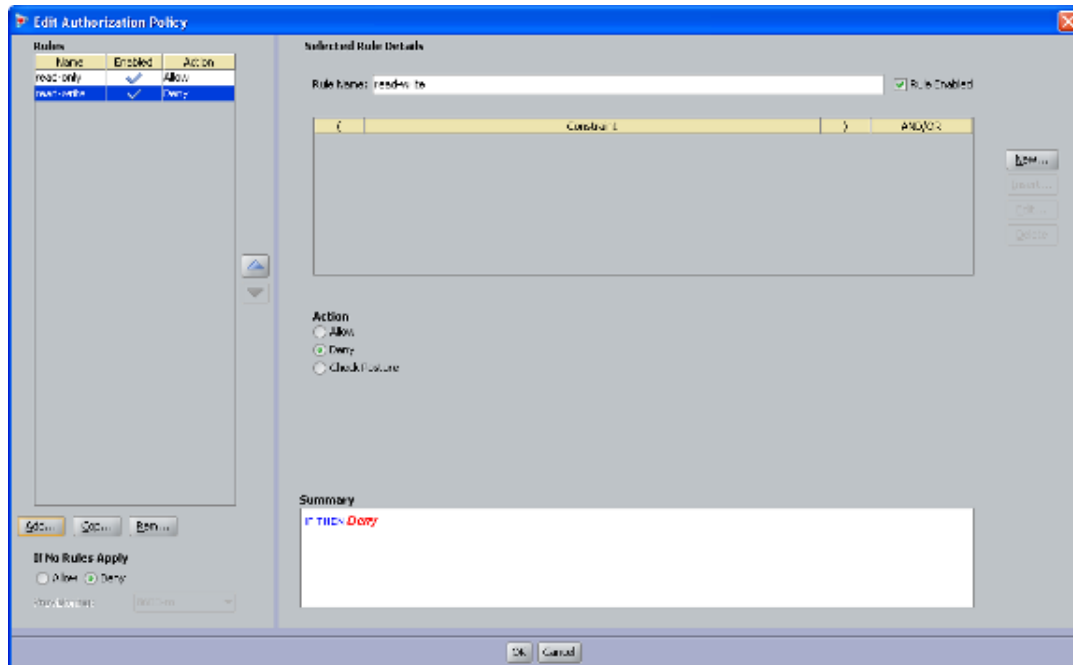 Edit Authorization Policy
Rules
Name Enabled Action
read-only Allow
read-write Deny
Selected Rule Details
Rule Name: read-write
Rule Enabled
( Constraint ) AND/OR
New...
Insert...
Edit...
Delete
Action
Allow
Deny
Check Posture
Summary
IF THEN Deny
Add... Cop... Rem...
If No Rules Apply
Allow Deny
Ok Cancel